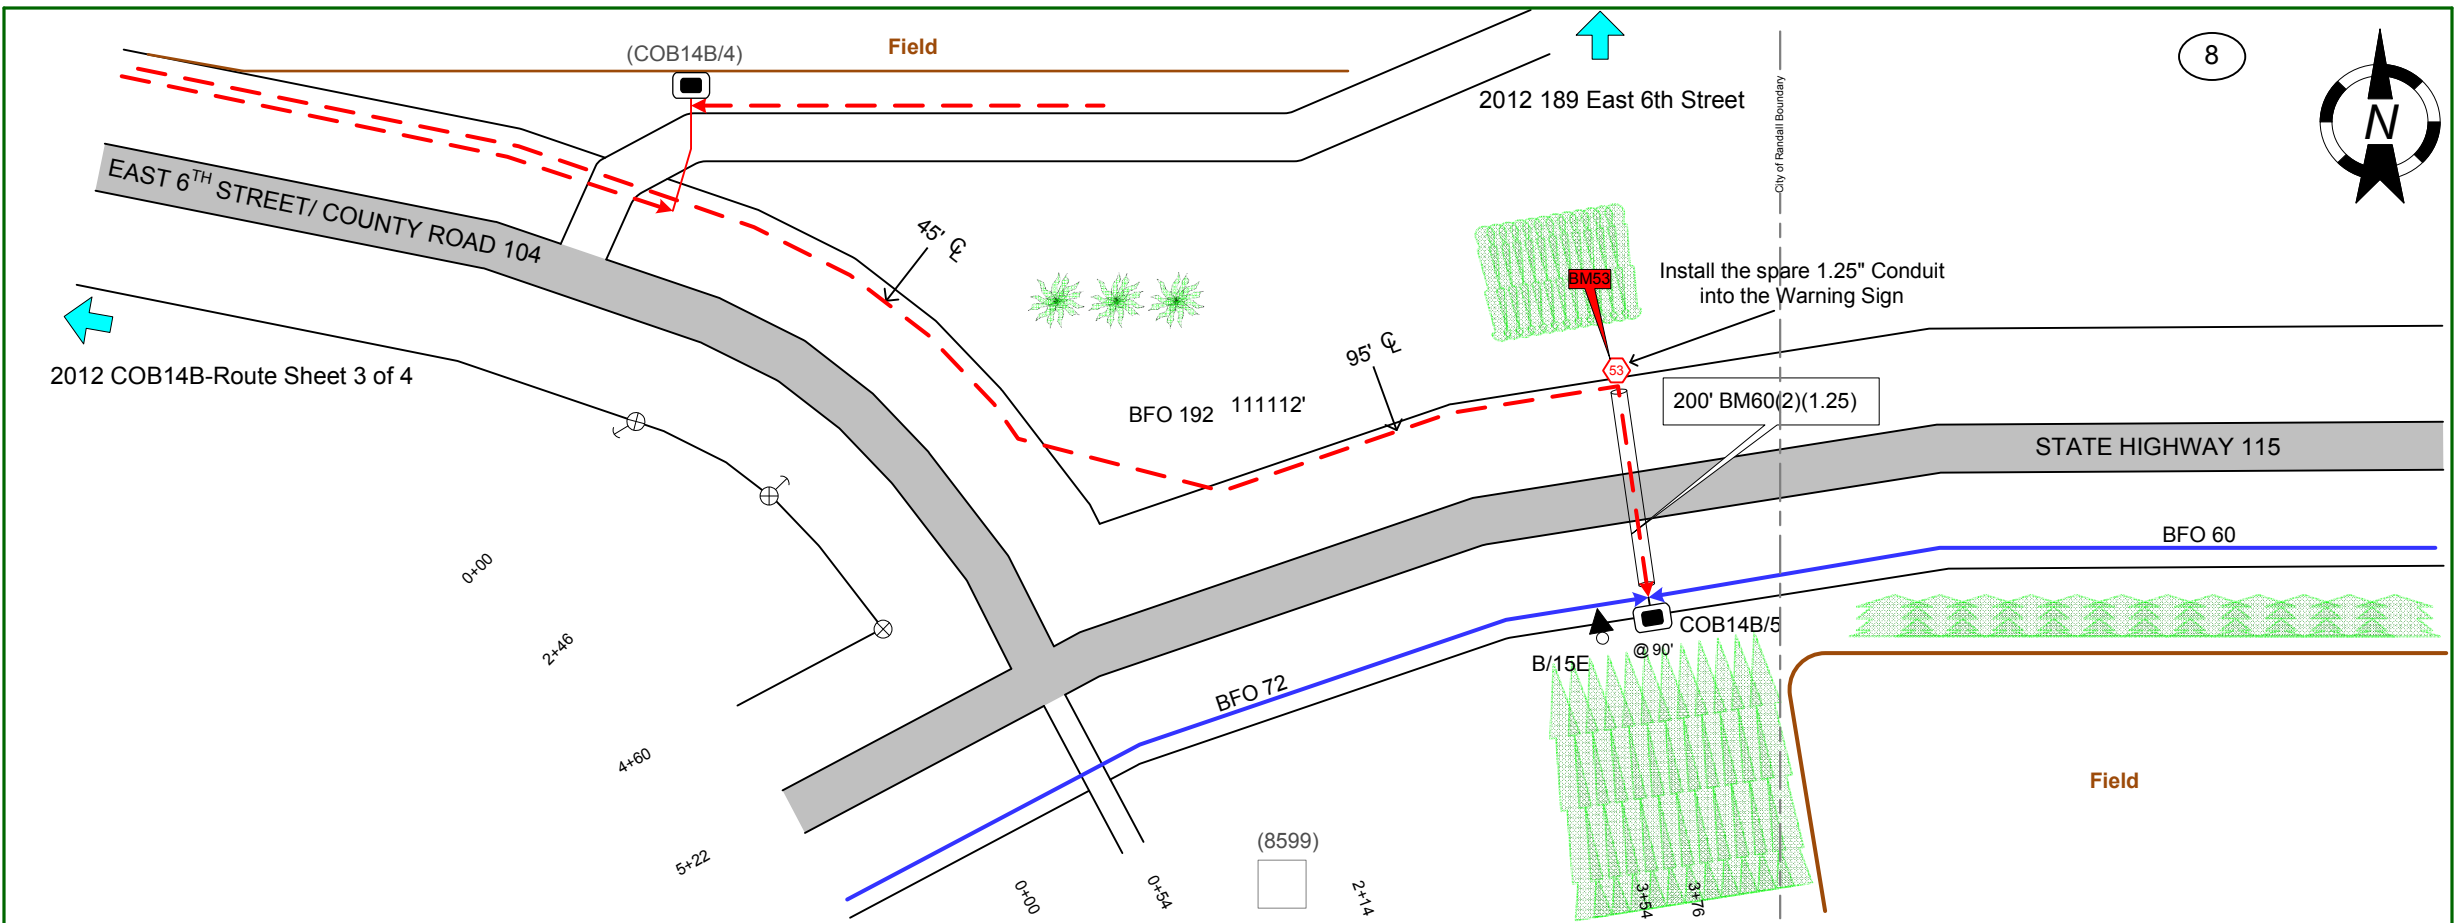 (COB14B/4)
Field
8
N
2012 189 East 6th Street
City of Randall Boundary
EAST 6TH STREET/ COUNTY ROAD 104
45' ℄
BM53
Install the spare 1.25" Conduit
into the Warning Sign
2012 COB14B-Route Sheet 3 of 4
95' ℄
53
BFO 192
111112'
200' BM60(2)(1.25)
STATE HIGHWAY 115
BFO 60
0+00
2+46
4+60
5+22
COB14B/5
@ 90'
B/15E
BFO 72
Field
(8599)
0+00
0+54
2+14
3+54
3+76